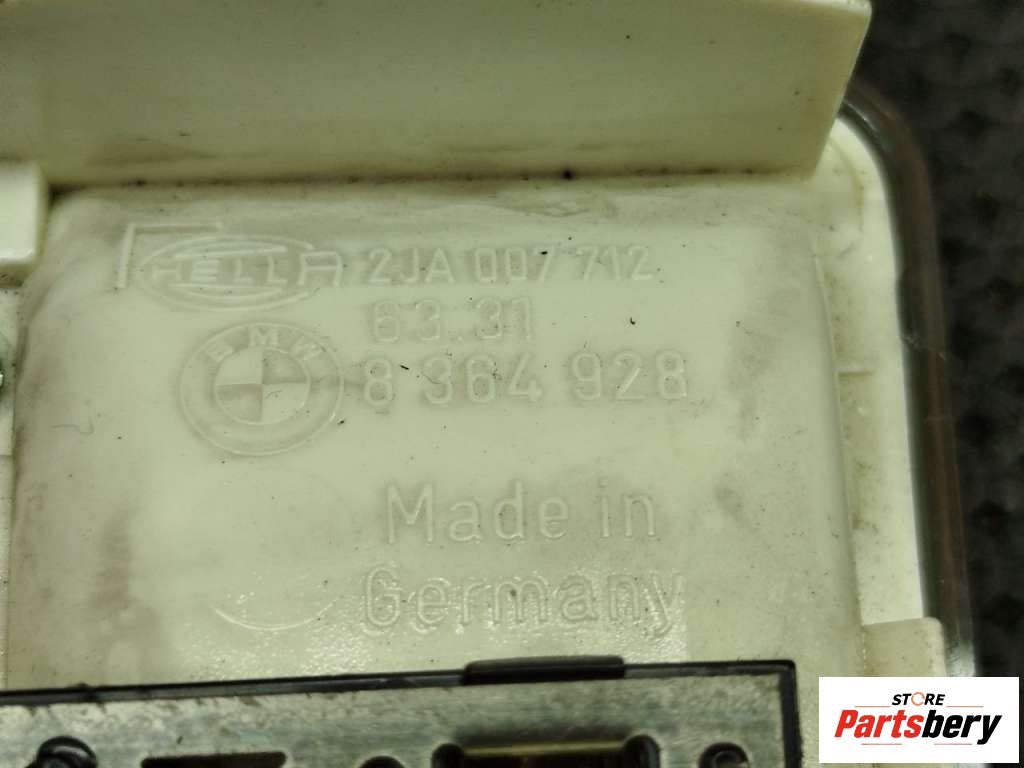 HELLA 2JA 007 712
63.31
BMW 8 364 928
Made in
Germany
STORE
Partsbery